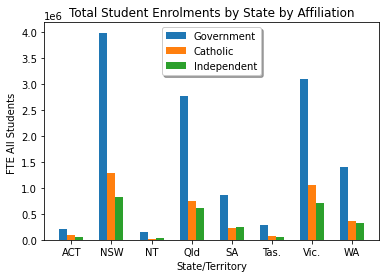 Total Student Enrolments by State by Affiliation
1e6
4.0
3.5
3.0
2.5
2.0
1.5
1.0
0.5
0.0
FTE All Students
Government
Catholic
Independent
ACT NSW NT Qld SA Tas. Vic. WA
State/Territory